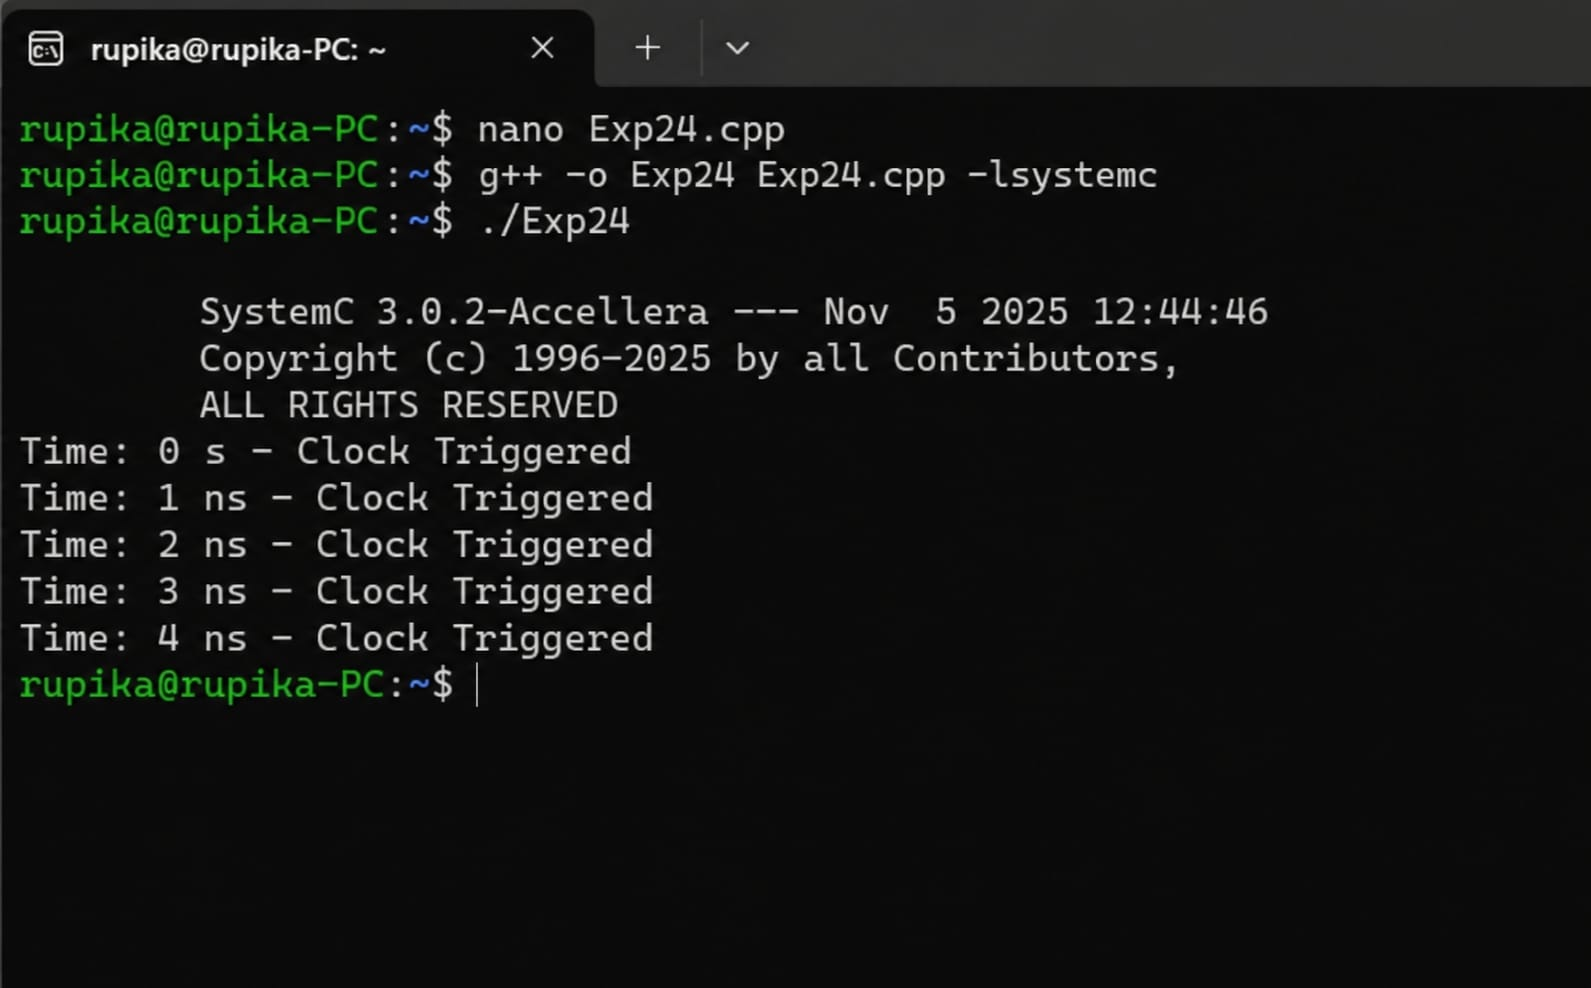 rupika@rupika-PC: ~
rupika@rupika-PC:~$ nano Exp24.cpp
rupika@rupika-PC:~$ g++ -o Exp24 Exp24.cpp -lsystemc
rupika@rupika-PC:~$ ./Exp24
SystemC 3.0.2-Accellera --- Nov  5 2025 12:44:46
Copyright (c) 1996-2025 by all Contributors,
ALL RIGHTS RESERVED
Time: 0 s - Clock Triggered
Time: 1 ns - Clock Triggered
Time: 2 ns - Clock Triggered
Time: 3 ns - Clock Triggered
Time: 4 ns - Clock Triggered
rupika@rupika-PC:~$